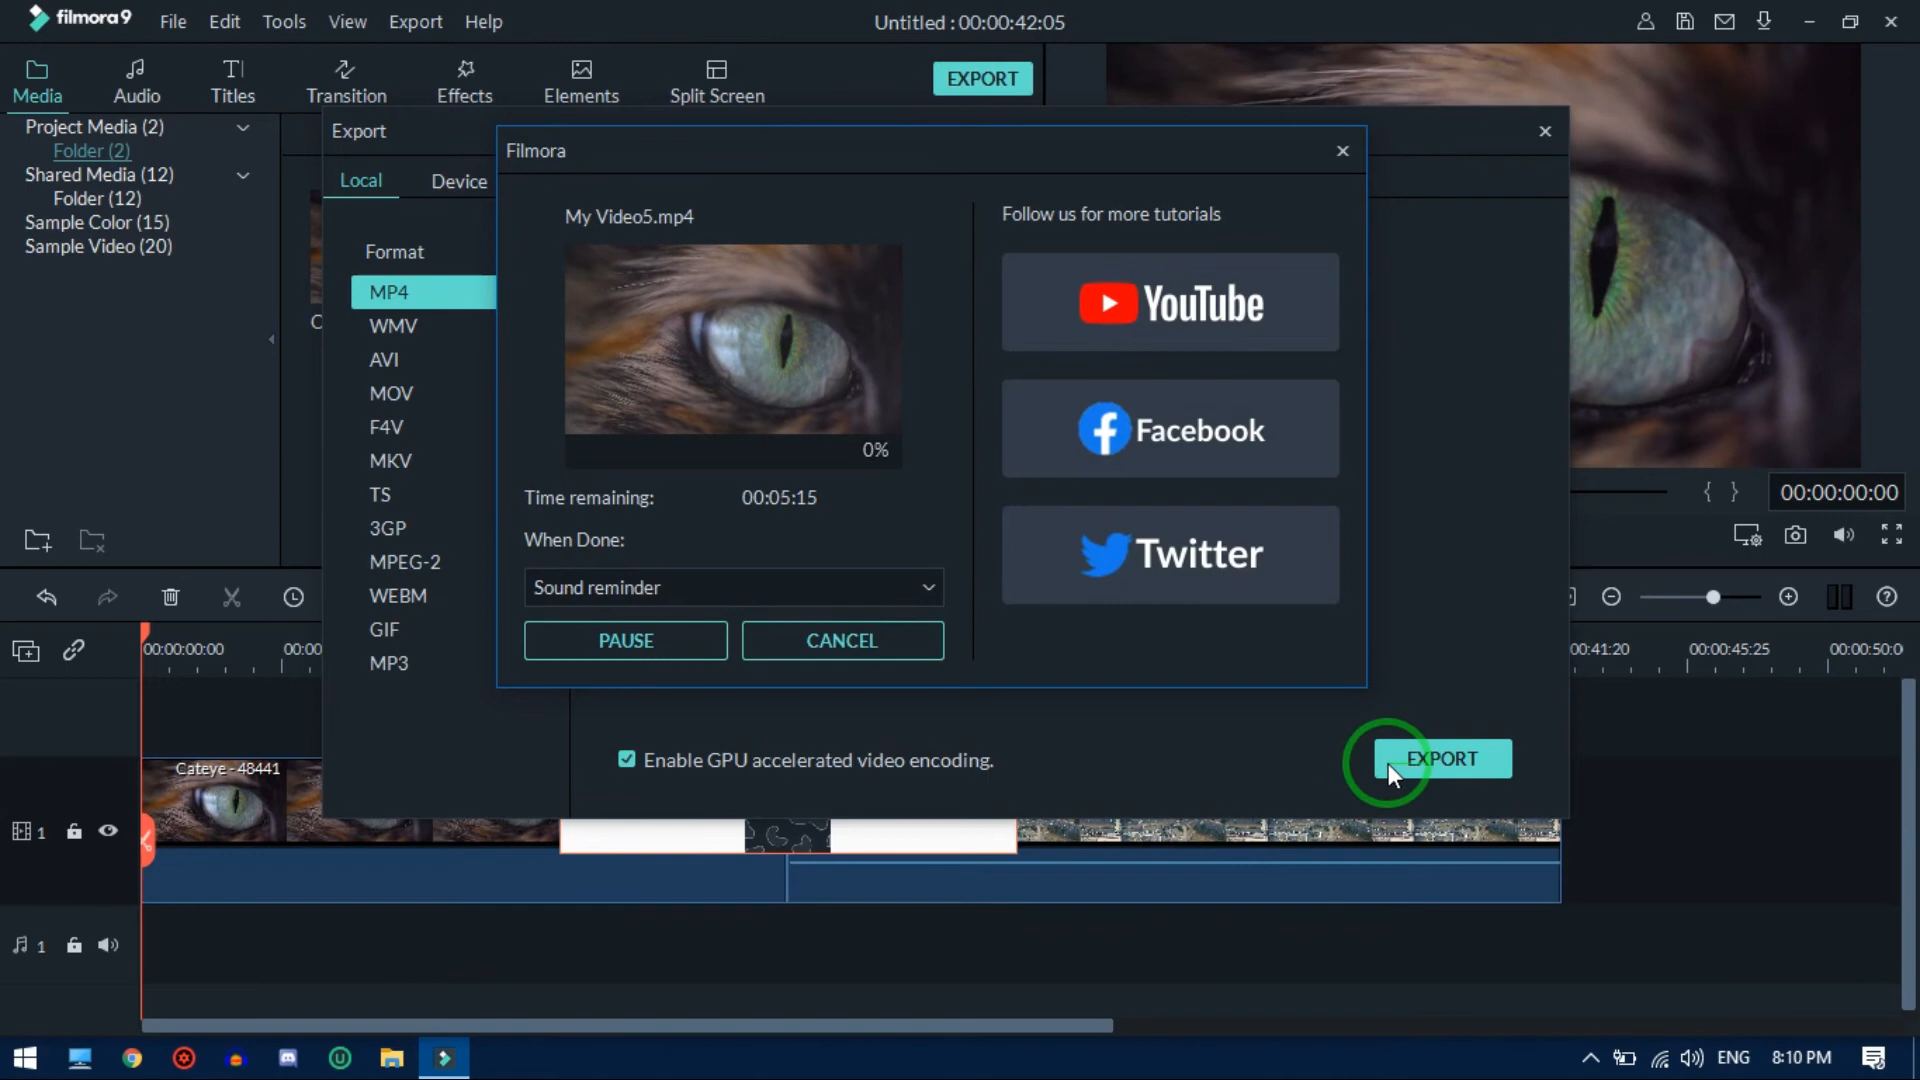 filmora9 File Edit Tools View Export Help Untitled : 00:00:42:05
Media Audio Titles Transition Effects Elements Split Screen EXPORT
Project Media (2)
Folder (2)
Shared Media (12)
Folder (12)
Sample Color (15)
Sample Video (20)
Export
Local Device
Format
MP4
WMV
AVI
MOV
F4V
MKV
TS
3GP
MPEG-2
WEBM
GIF
MP3
Filmora
My Video5.mp4
0%
Time remaining: 00:05:15
When Done:
Sound reminder
PAUSE CANCEL
Follow us for more tutorials
YouTube
Facebook
Twitter
Enable GPU accelerated video encoding.
EXPORT
00:00:00:00
00:00:00:00 00:00 00:41:20 00:00:45:25 00:00:50:0
Cateye - 48441
1
1
ENG 8:10 PM